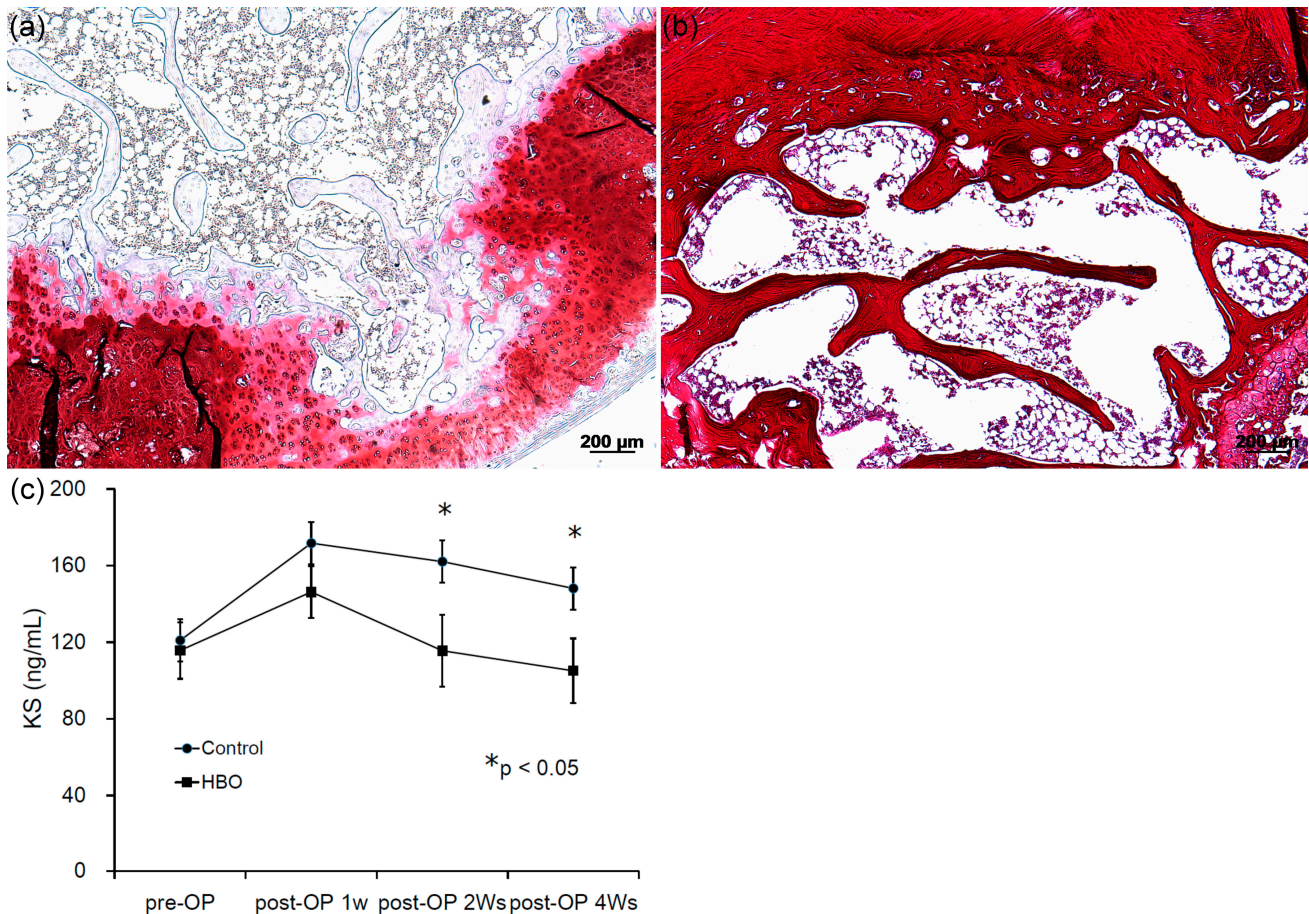 (a)
(b)
200 µm
200 µm
(c)
200
160
120
80
40
0
KS (ng/mL)
*
*
Control
HBO
*p < 0.05
pre-OP
post-OP 1w
post-OP 2Ws
post-OP 4Ws